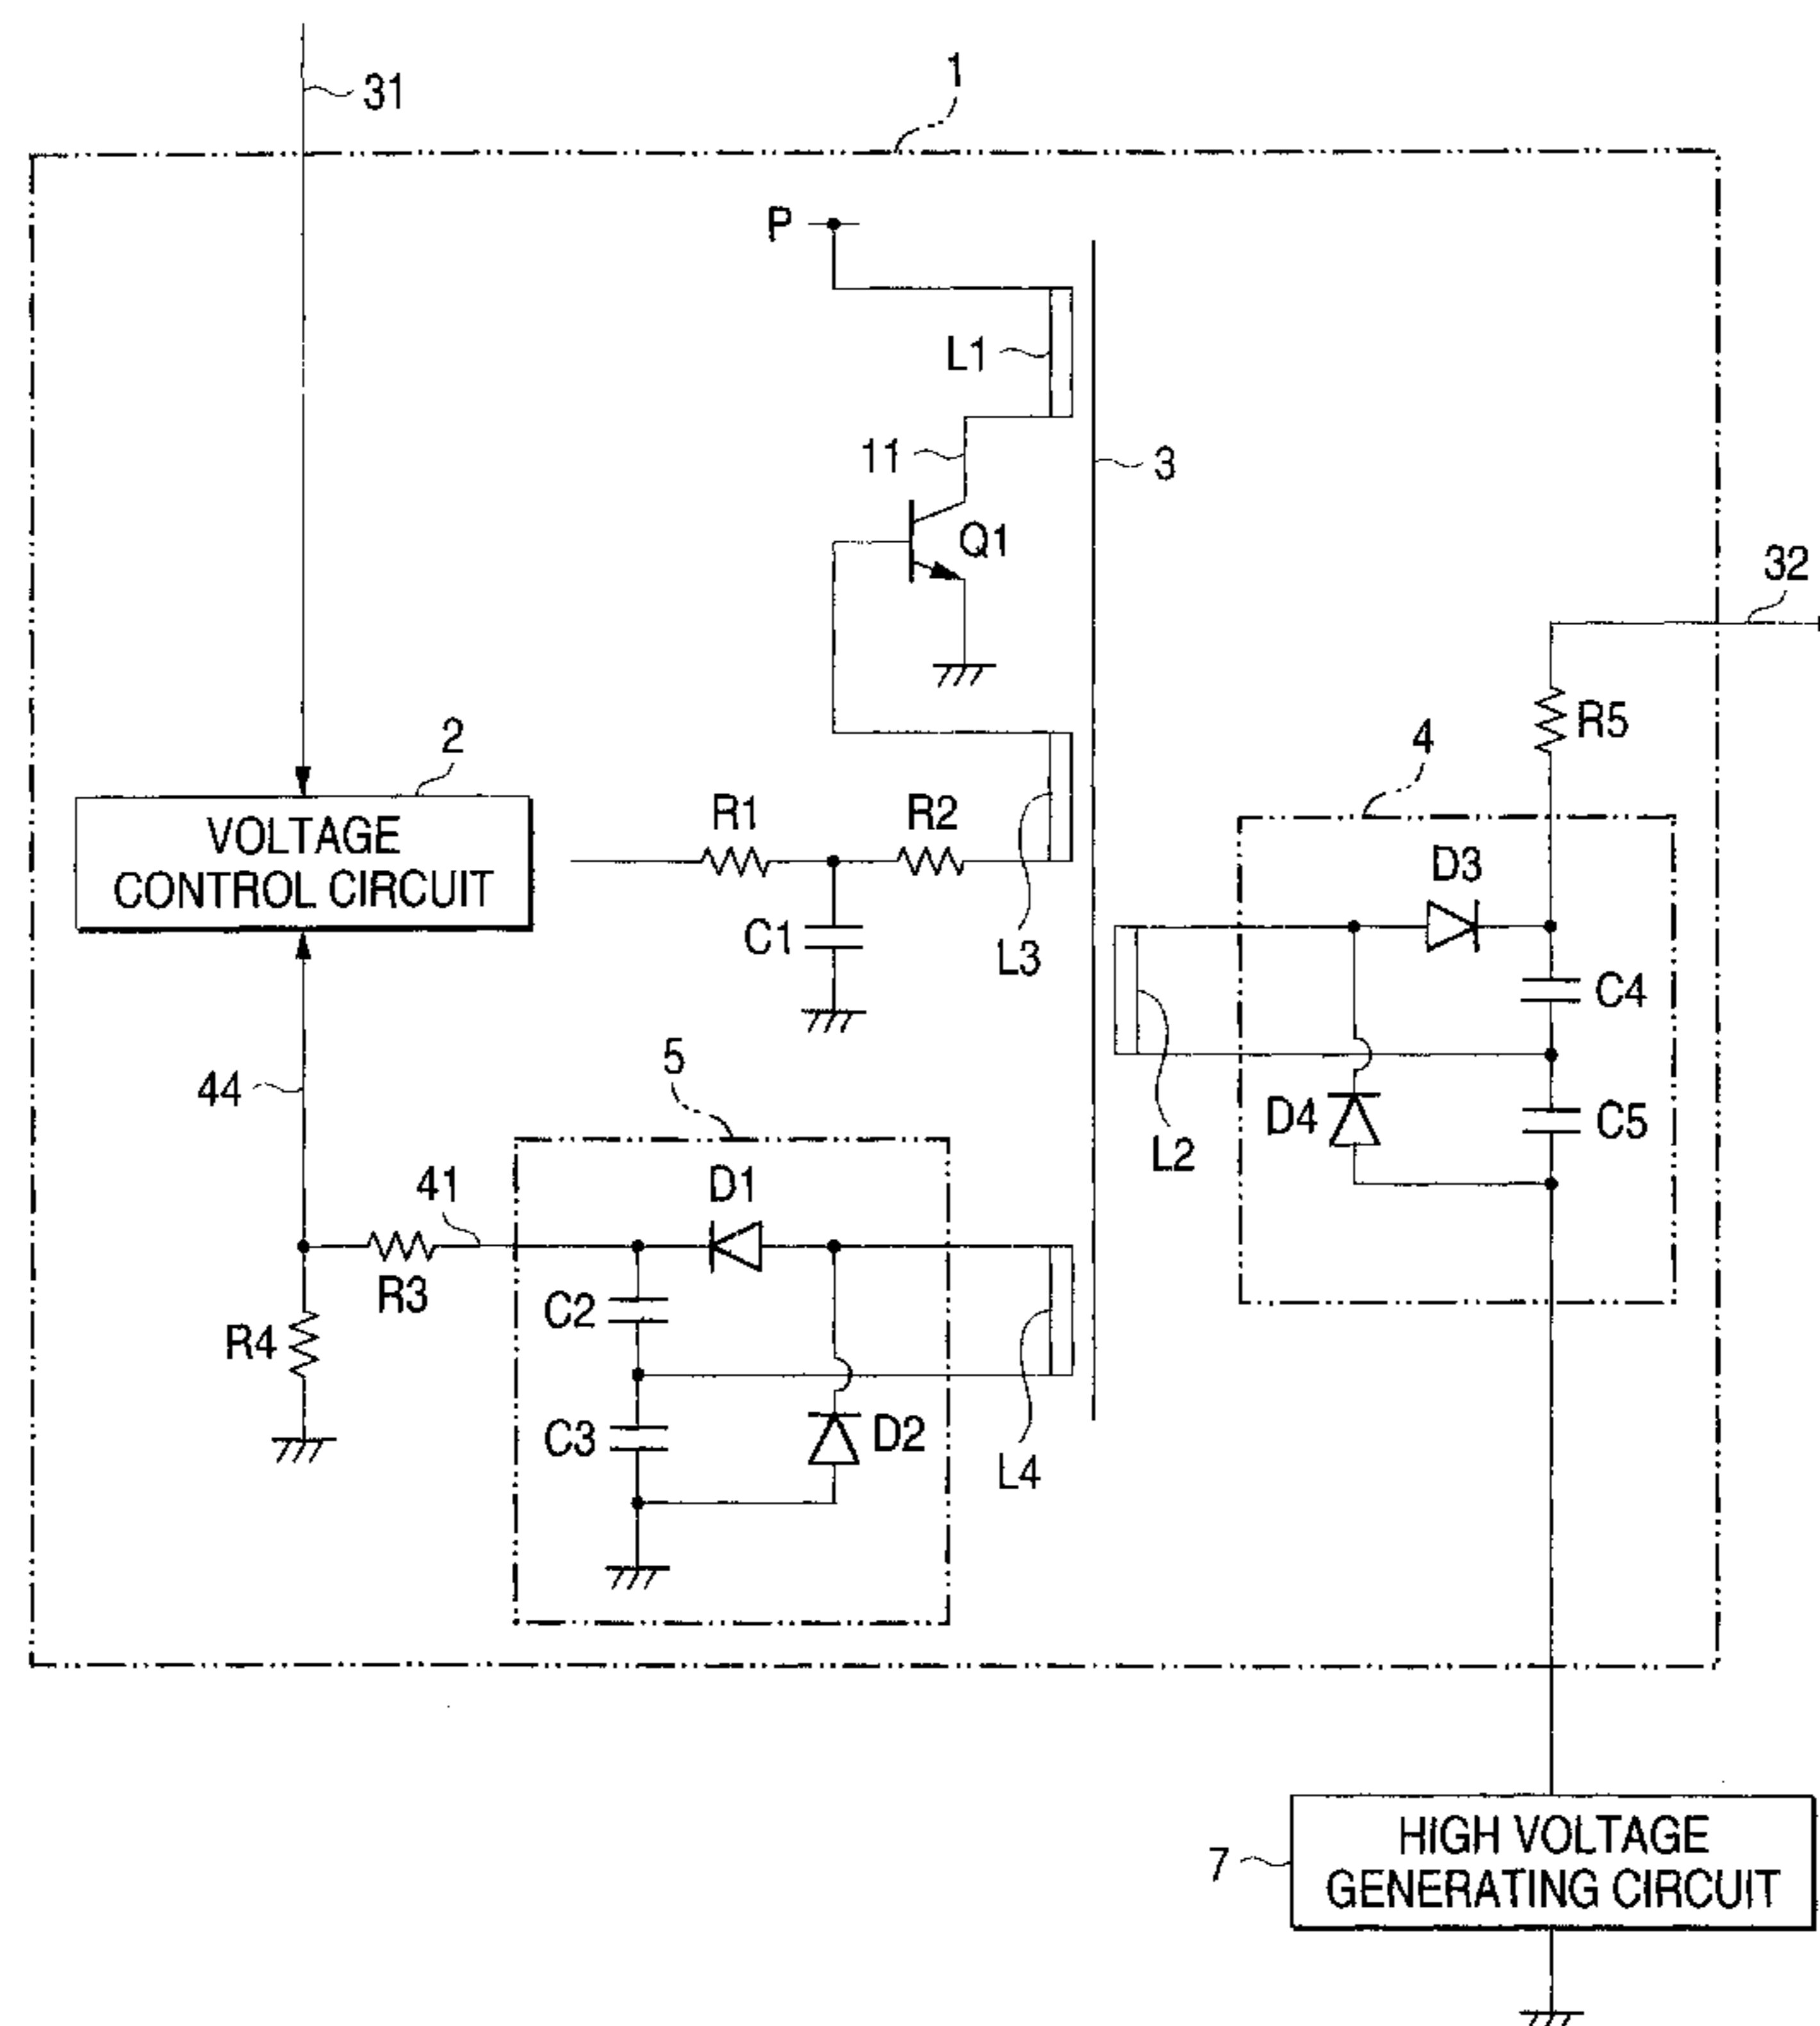 1
31
P
L1
11
3
Q1
32
2
R5
4
VOLTAGE
CONTROL CIRCUIT
R1
R2
D3
C1
L3
C4
44
5
D4
C5
L2
41
D1
R3
C2
R4
C3
D2
L4
HIGH VOLTAGE
GENERATING CIRCUIT
7